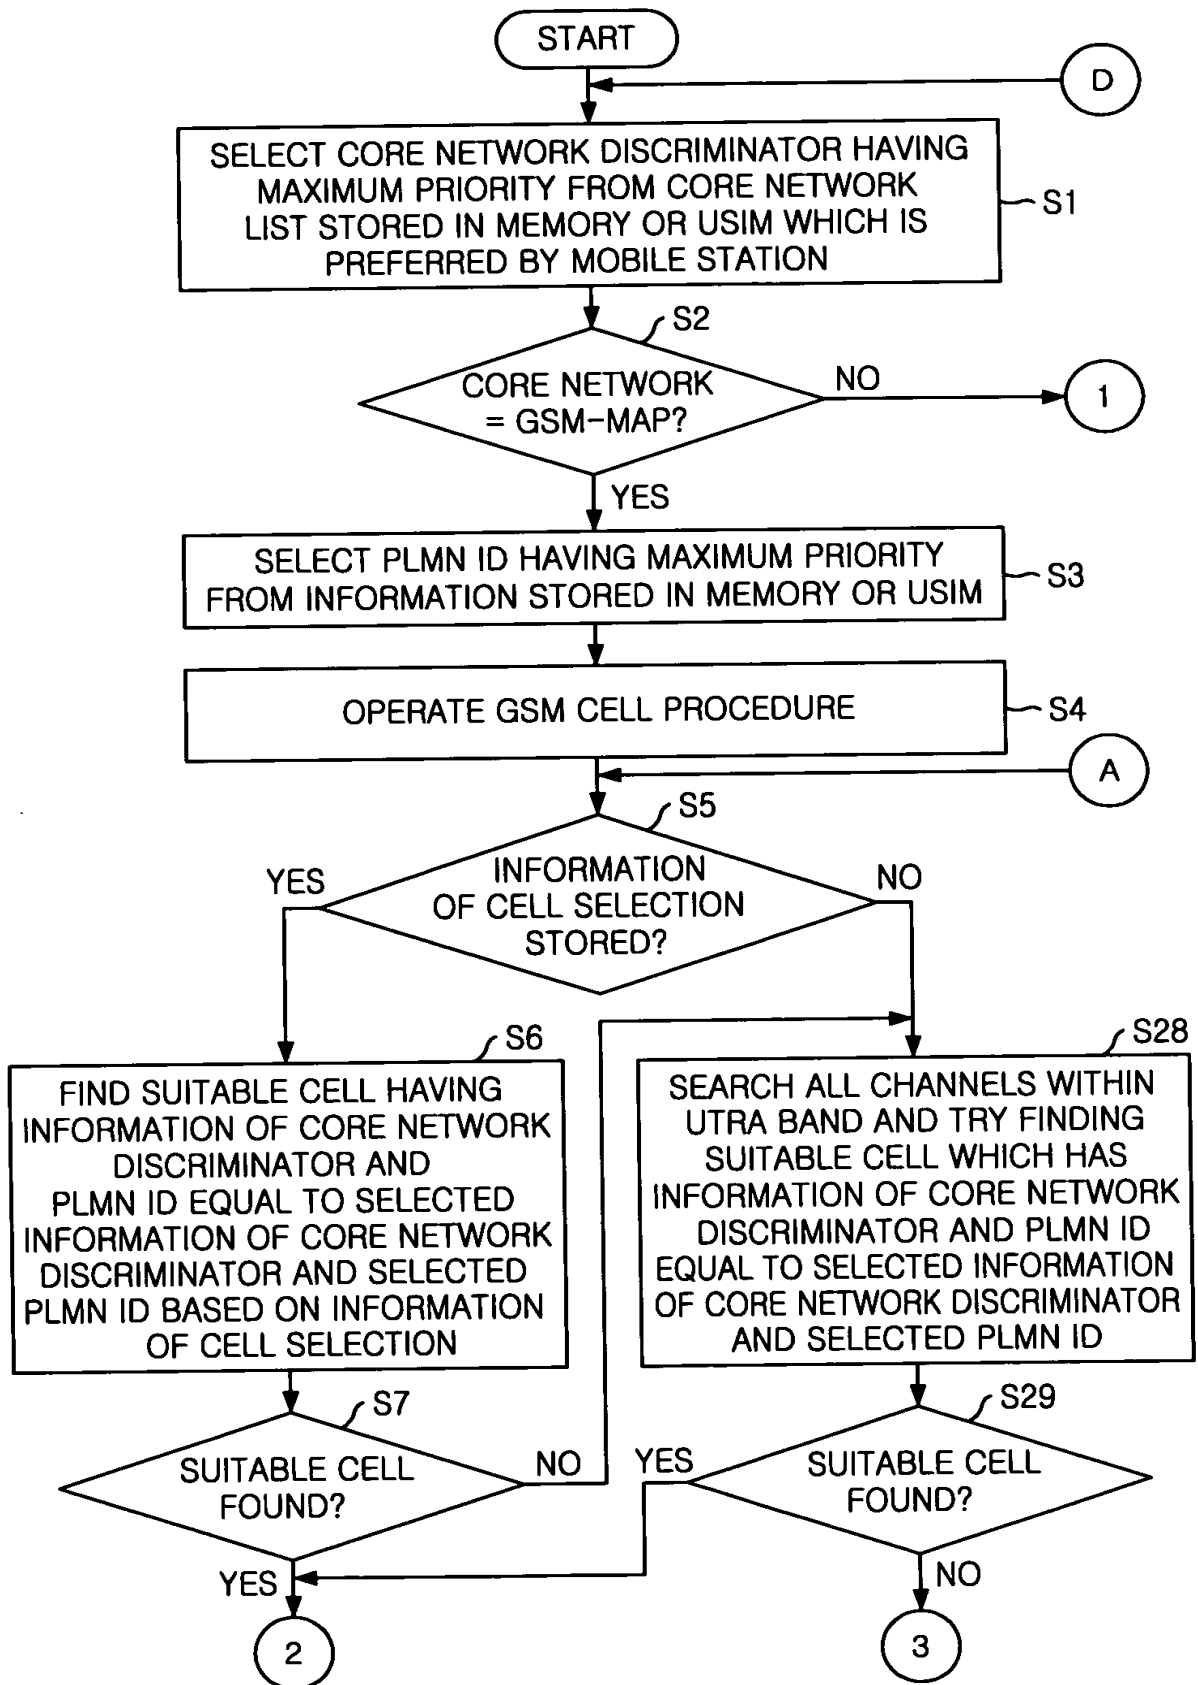 START
D
SELECT CORE NETWORK DISCRIMINATOR HAVING
MAXIMUM PRIORITY FROM CORE NETWORK
LIST STORED IN MEMORY OR USIM WHICH IS
PREFERRED BY MOBILE STATION
S1
S2
CORE NETWORK
= GSM-MAP?
NO
1
YES
SELECT PLMN ID HAVING MAXIMUM PRIORITY
FROM INFORMATION STORED IN MEMORY OR USIM
S3
OPERATE GSM CELL PROCEDURE
S4
A
S5
INFORMATION
OF CELL SELECTION
STORED?
YES
NO
S6
FIND SUITABLE CELL HAVING
INFORMATION OF CORE NETWORK
DISCRIMINATOR AND
PLMN ID EQUAL TO SELECTED
INFORMATION OF CORE NETWORK
DISCRIMINATOR AND SELECTED
PLMN ID BASED ON INFORMATION
OF CELL SELECTION
S28
SEARCH ALL CHANNELS WITHIN
UTRA BAND AND TRY FINDING
SUITABLE CELL WHICH HAS
INFORMATION OF CORE NETWORK
DISCRIMINATOR AND PLMN ID
EQUAL TO SELECTED INFORMATION
OF CORE NETWORK DISCRIMINATOR
AND SELECTED PLMN ID
S7
SUITABLE CELL
FOUND?
NO
YES
2
S29
YES
SUITABLE CELL
FOUND?
NO
3